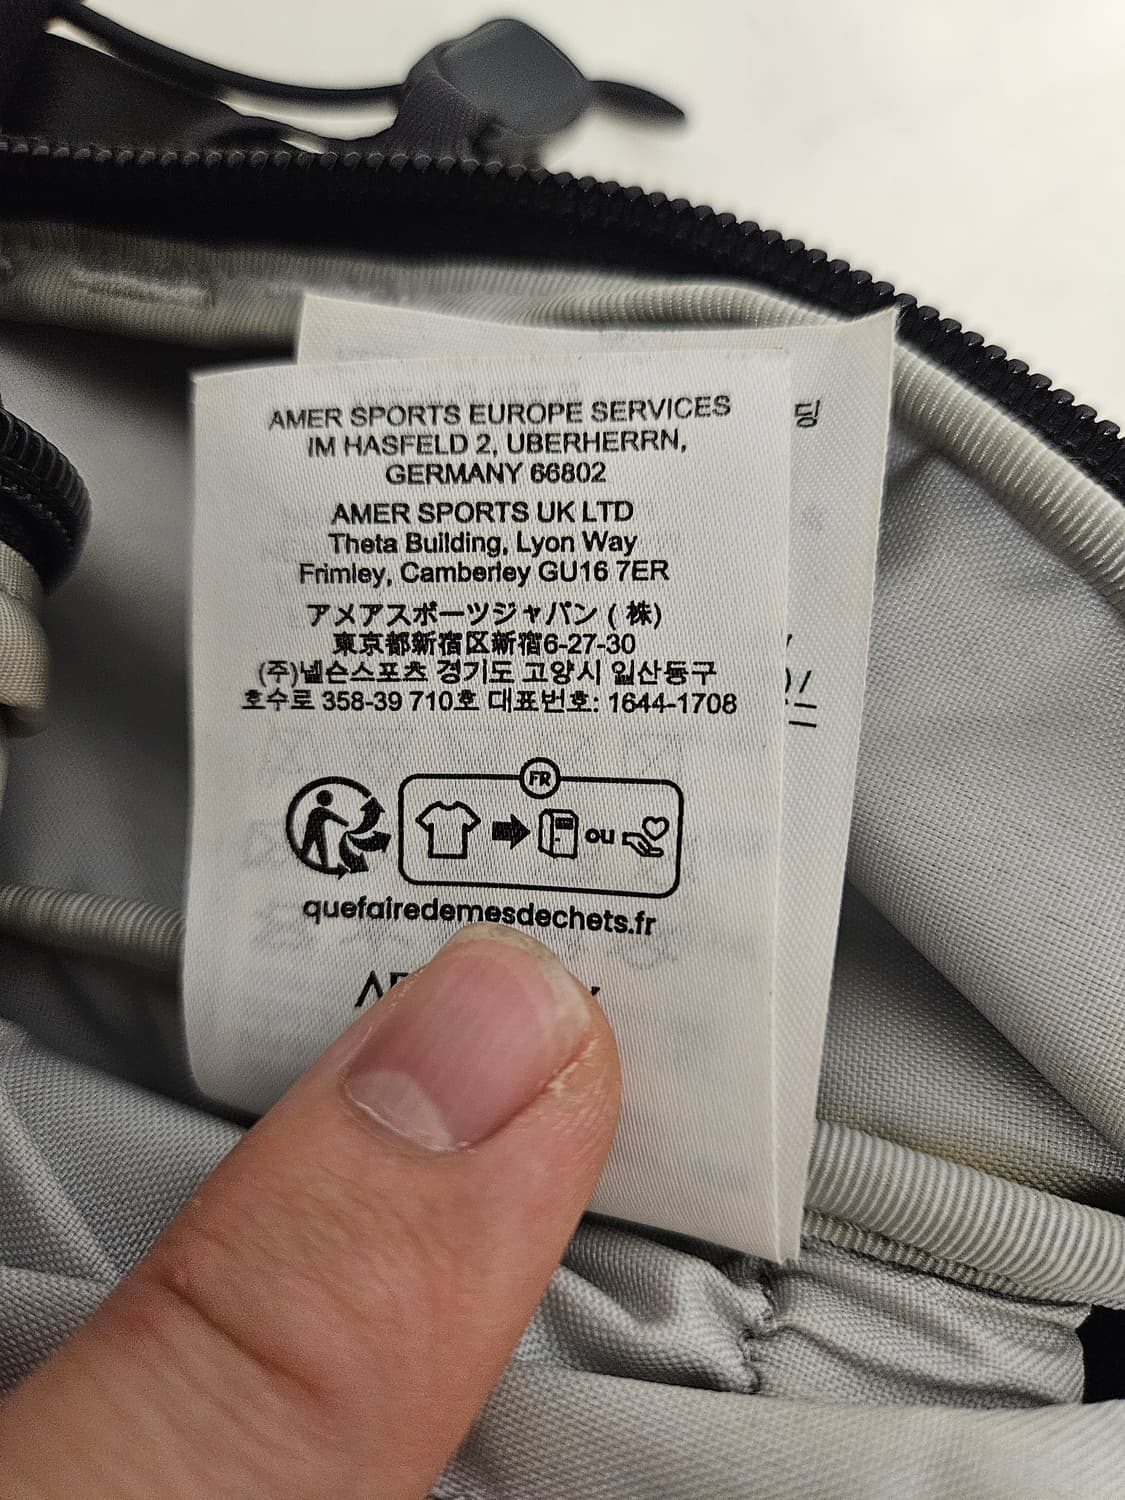 AMER SPORTS EUROPE SERVICES
IM HASFELD 2, UBERHERRN,
GERMANY 66802
AMER SPORTS UK LTD
Theta Building, Lyon Way
Frimley, Camberley GU16 7ER
アメアスポーツジャパン (株)
東京都新宿区新宿6-27-30
(주)넬슨스포츠 경기도 고양시 일산동구
호수로 358-39 710호 대표번호: 1644-1708
FR
ou
quefairedemesdechets.fr
딩